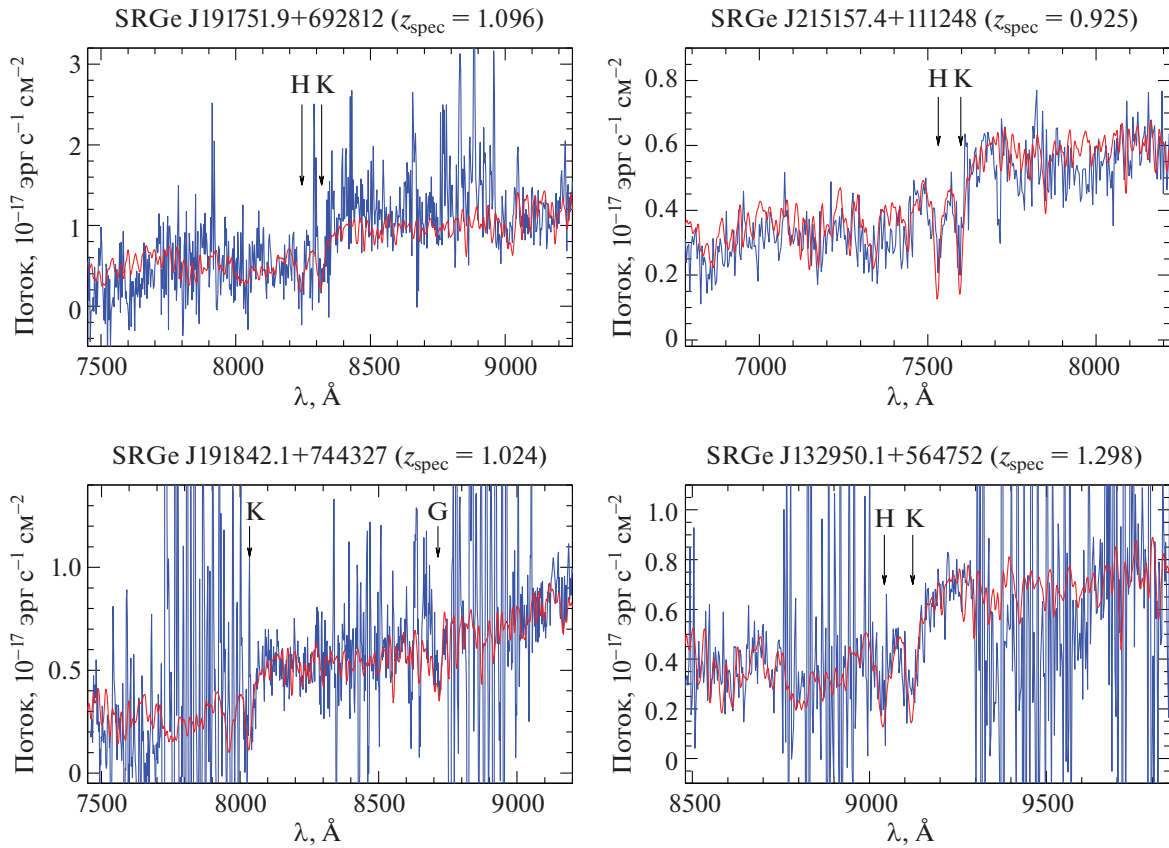 SRGe J191751.9+692812 (z_spec = 1.096)
Поток, 10⁻¹⁷ эрг с⁻¹ см⁻²
3
2
1
0
H K
7500 8000 8500 9000
λ, Å
SRGe J215157.4+111248 (z_spec = 0.925)
Поток, 10⁻¹⁷ эрг с⁻¹ см⁻²
0.8
0.6
0.4
0.2
0
H K
7000 7500 8000
λ, Å
SRGe J191842.1+744327 (z_spec = 1.024)
Поток, 10⁻¹⁷ эрг с⁻¹ см⁻²
1.0
0.5
0
K G
7500 8000 8500 9000
λ, Å
SRGe J132950.1+564752 (z_spec = 1.298)
Поток, 10⁻¹⁷ эрг с⁻¹ см⁻²
1.0
0.8
0.6
0.4
0.2
0
H K
8500 9000 9500
λ, Å